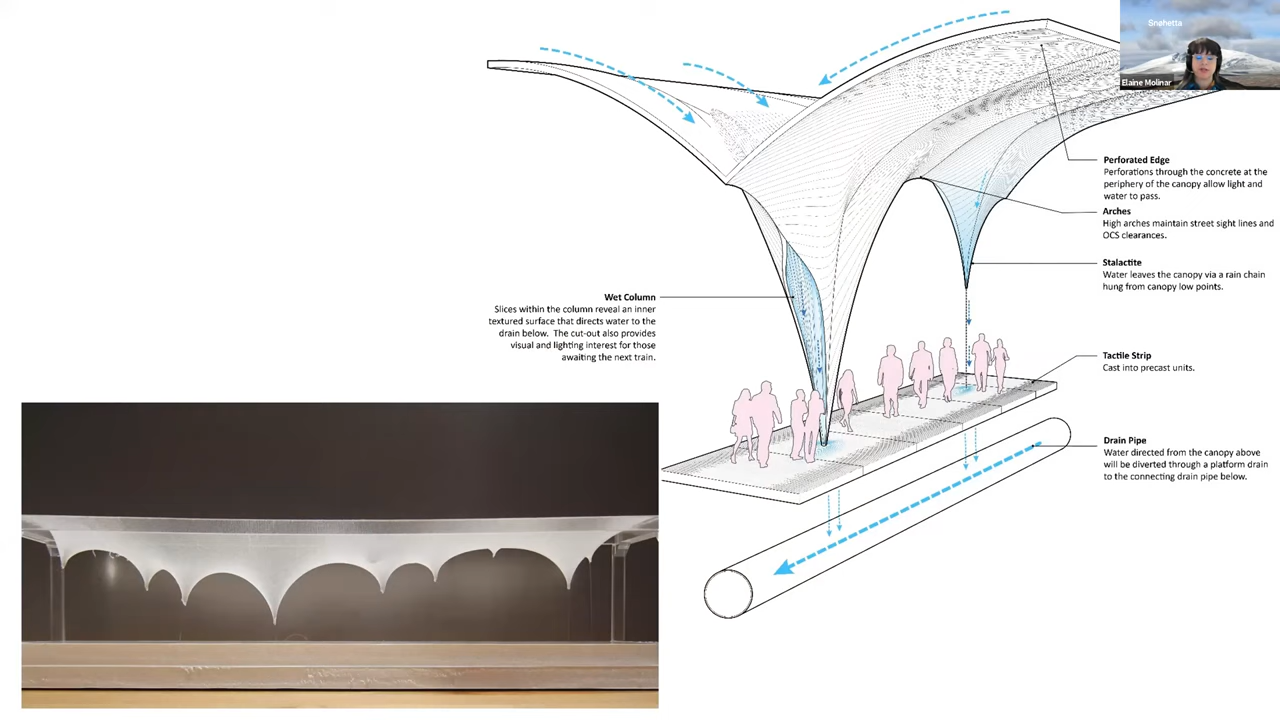 Snøhetta
Elaine Molinar
Perforated Edge
Perforations through the concrete at the
periphery of the canopy allow light and
water to pass.
Arches
High arches maintain street sight lines and
OCS clearances.
Stalactite
Water leaves the canopy via a rain chain
hung from canopy low points.
Wet Column
Slices within the column reveal an inner
textured surface that directs water to the
drain below. The cut-out also provides
visual and lighting interest for those
awaiting the next train.
Tactile Strip
Cast into precast units.
Drain Pipe
Water directed from the canopy above
will be diverted through a platform drain
to the connecting drain pipe below.